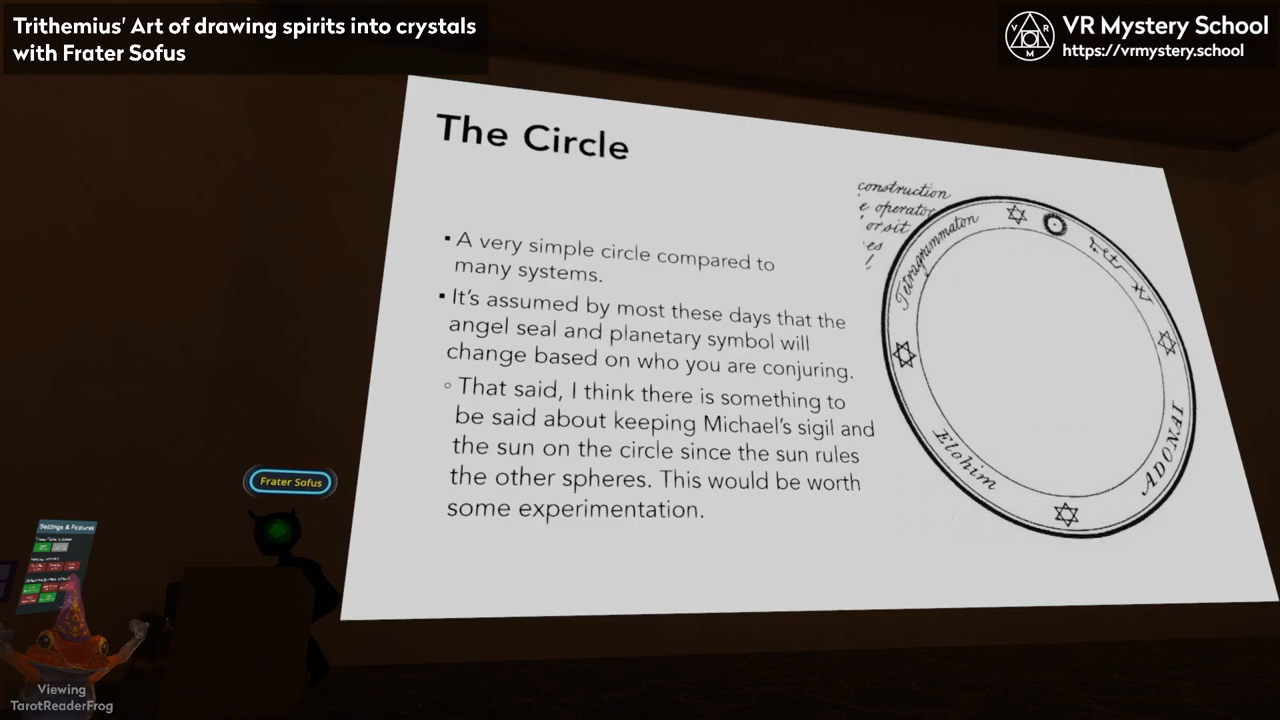 Trithemius' Art of drawing spirits into crystals
with Frater Sofus
VR Mystery School
https://vrmystery.school
V R
M
The Circle
▪ A very simple circle compared to
many systems.
▪ It's assumed by most these days that the
angel seal and planetary symbol will
change based on who you are conjuring.
◦ That said, I think there is something to
be said about keeping Michael's sigil and
the sun on the circle since the sun rules
the other spheres. This would be worth
some experimentation.
construction
e operator
or sit
es
Tetragrammaton
Elohim
ADONAI
Frater Sofus
Settings & Features
Viewing
TarotReaderFrog